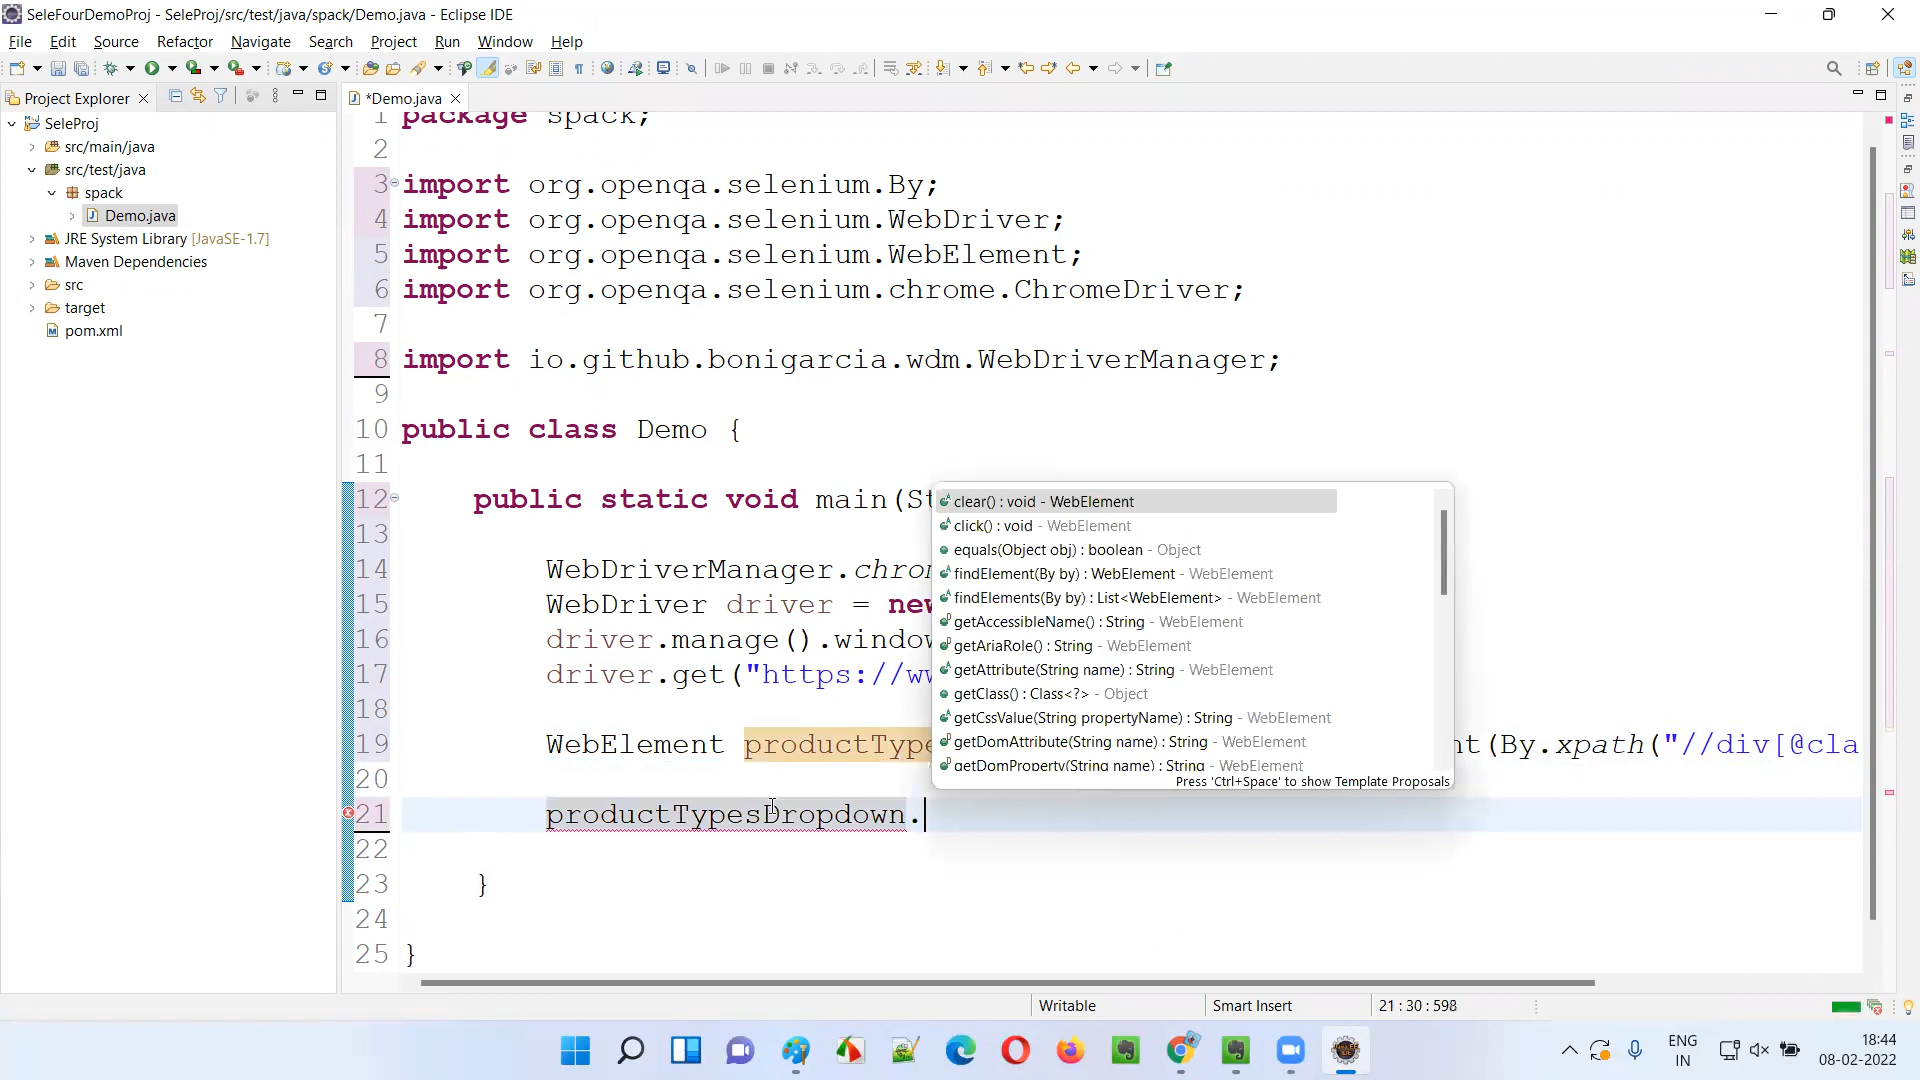 SeleFourDemoProj - SeleProj/src/test/java/spack/Demo.java - Eclipse IDE
File Edit Source Refactor Navigate Search Project Run Window Help
Project Explorer
*Demo.java
SeleProj
src/main/java
src/test/java
spack
Demo.java
JRE System Library [JavaSE-1.7]
Maven Dependencies
src
target
pom.xml
1 package spack;
2
3 import org.openqa.selenium.By;
4 import org.openqa.selenium.WebDriver;
5 import org.openqa.selenium.WebElement;
6 import org.openqa.selenium.chrome.ChromeDriver;
7
8 import io.github.bonigarcia.wdm.WebDriverManager;
9
10 public class Demo {
11
12 public static void main(St
13
14 WebDriverManager.chrom
15 WebDriver driver = new
16 driver.manage().window
17 driver.get("https://ww
18
19 WebElement productType nt(By.xpath("//div[@cla
20
21 productTypesDropdown.
22
23 }
24
25 }
clear() : void - WebElement
click() : void - WebElement
equals(Object obj) : boolean - Object
findElement(By by) : WebElement - WebElement
findElements(By by) : List<WebElement> - WebElement
getAccessibleName() : String - WebElement
getAriaRole() : String - WebElement
getAttribute(String name) : String - WebElement
getClass() : Class<?> - Object
getCssValue(String propertyName) : String - WebElement
getDomAttribute(String name) : String - WebElement
getDomProperty(String name) : String - WebElement
Press 'Ctrl+Space' to show Template Proposals
Writable Smart Insert 21 : 30 : 598
ENG
IN
18:44
08-02-2022